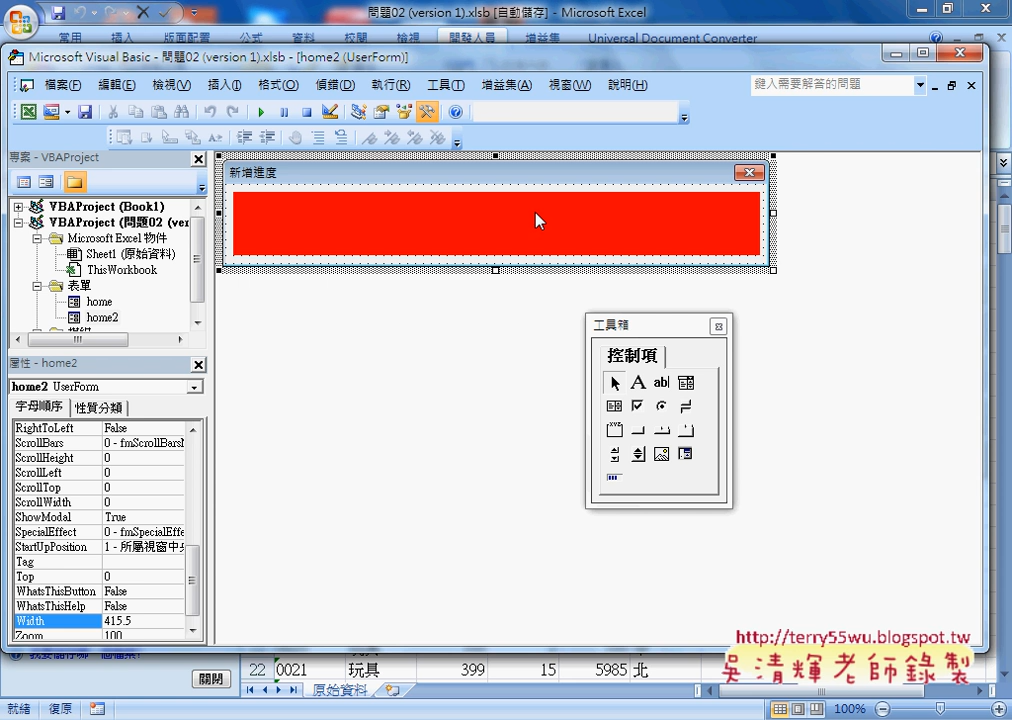 問題02 (version 1).xlsb [自動儲存] - Microsoft Excel
常用 插入 版面配置 公式 資料 校閱 檢視 開發人員 增益集 Universal Document Converter
Microsoft Visual Basic - 問題02 (version 1).xlsb - [home2 (UserForm)]
檔案(F) 編輯(E) 檢視(V) 插入(I) 格式(O) 偵錯(D) 執行(R) 工具(T) 增益集(A) 視窗(W) 說明(H) 鍵入需要解答的問題
專案 - VBAProject
新增進度
VBAProject (Book1)
VBAProject (問題02 (ver
Microsoft Excel 物件
Sheet1 (原始資料)
ThisWorkbook
表單
home
home2
屬性 - home2
home2 UserForm
字母順序 性質分類
RightToLeft False
ScrollBars 0 - fmScrollBars
ScrollHeight 0
ScrollLeft 0
ScrollTop 0
ScrollWidth 0
ShowModal True
SpecialEffect 0 - fmSpecialEffe
StartUpPosition 1 - 所屬視窗中
Tag
Top 0
WhatsThisButton False
WhatsThisHelp False
Width 415.5
Zoom 100
工具箱
控制項
A ab|
XYZ
http://terry55wu.blogspot.tw
吳清輝老師錄製
關閉
22 0021 玩具 399 15 5985 北
原始資料
就緒 復原 100%